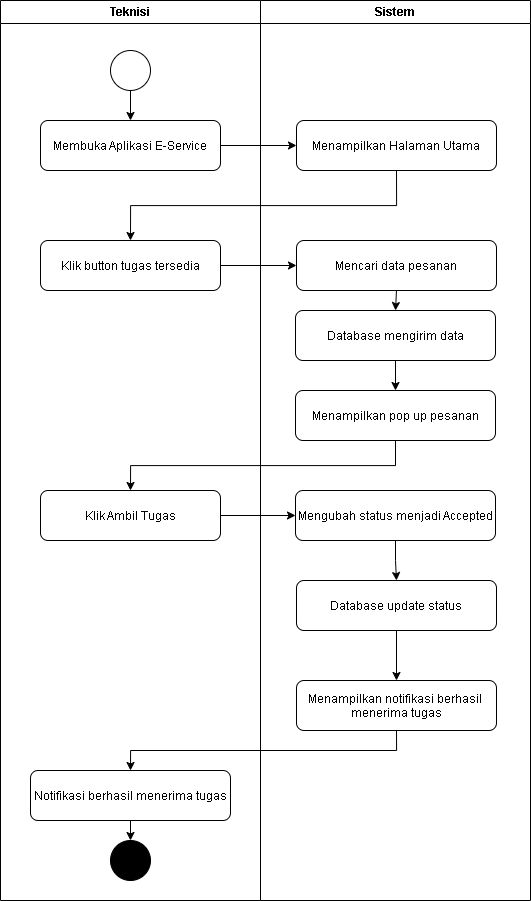 Teknisi
Sistem
Membuka Aplikasi E-Service
Menampilkan Halaman Utama
Klik button tugas tersedia
Mencari data pesanan
Database mengirim data
Menampilkan pop up pesanan
Klik Ambil Tugas
Mengubah status menjadi Accepted
Database update status
Menampilkan notifikasi berhasil
menerima tugas
Notifikasi berhasil menerima tugas